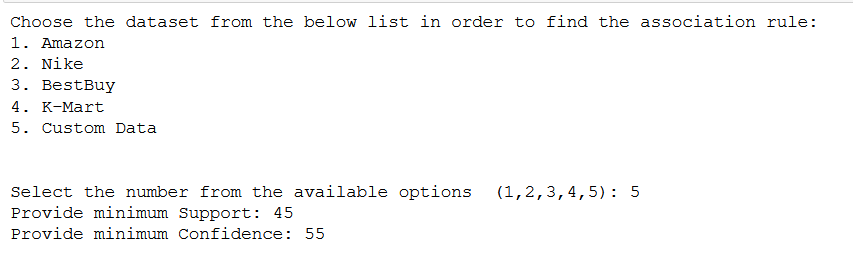 Choose the dataset from the below list in order to find the association rule:
1. Amazon
2. Nike
3. BestBuy
4. K-Mart
5. Custom Data
Select the number from the available options  (1,2,3,4,5): 5
Provide minimum Support: 45
Provide minimum Confidence: 55